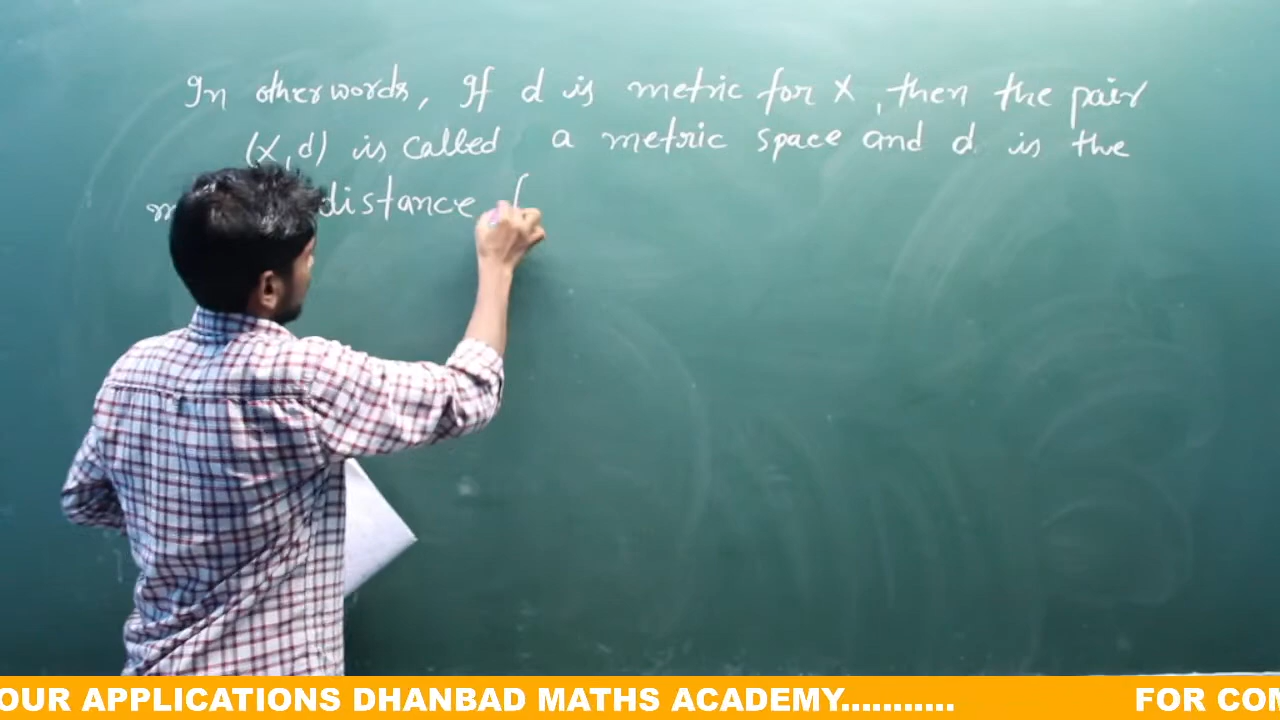 In otherwords, If d is metric for X, then the pair
(X, d) is called a metric space and d is the
distance
OUR APPLICATIONS DHANBAD MATHS ACADEMY........... FOR